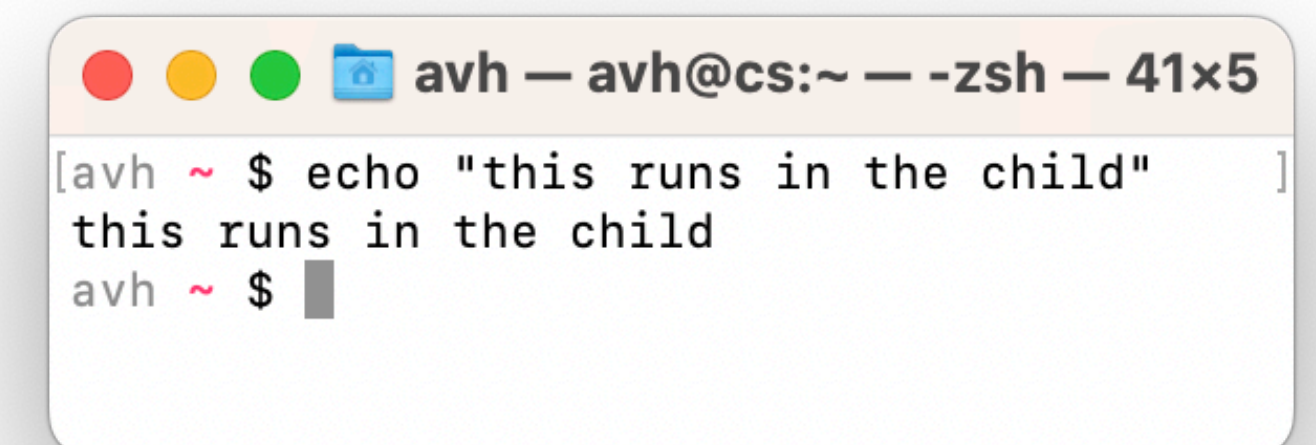 avh — avh@cs:~ — -zsh — 41×5
[avh ~ $ echo "this runs in the child" ]
this runs in the child
avh ~ $